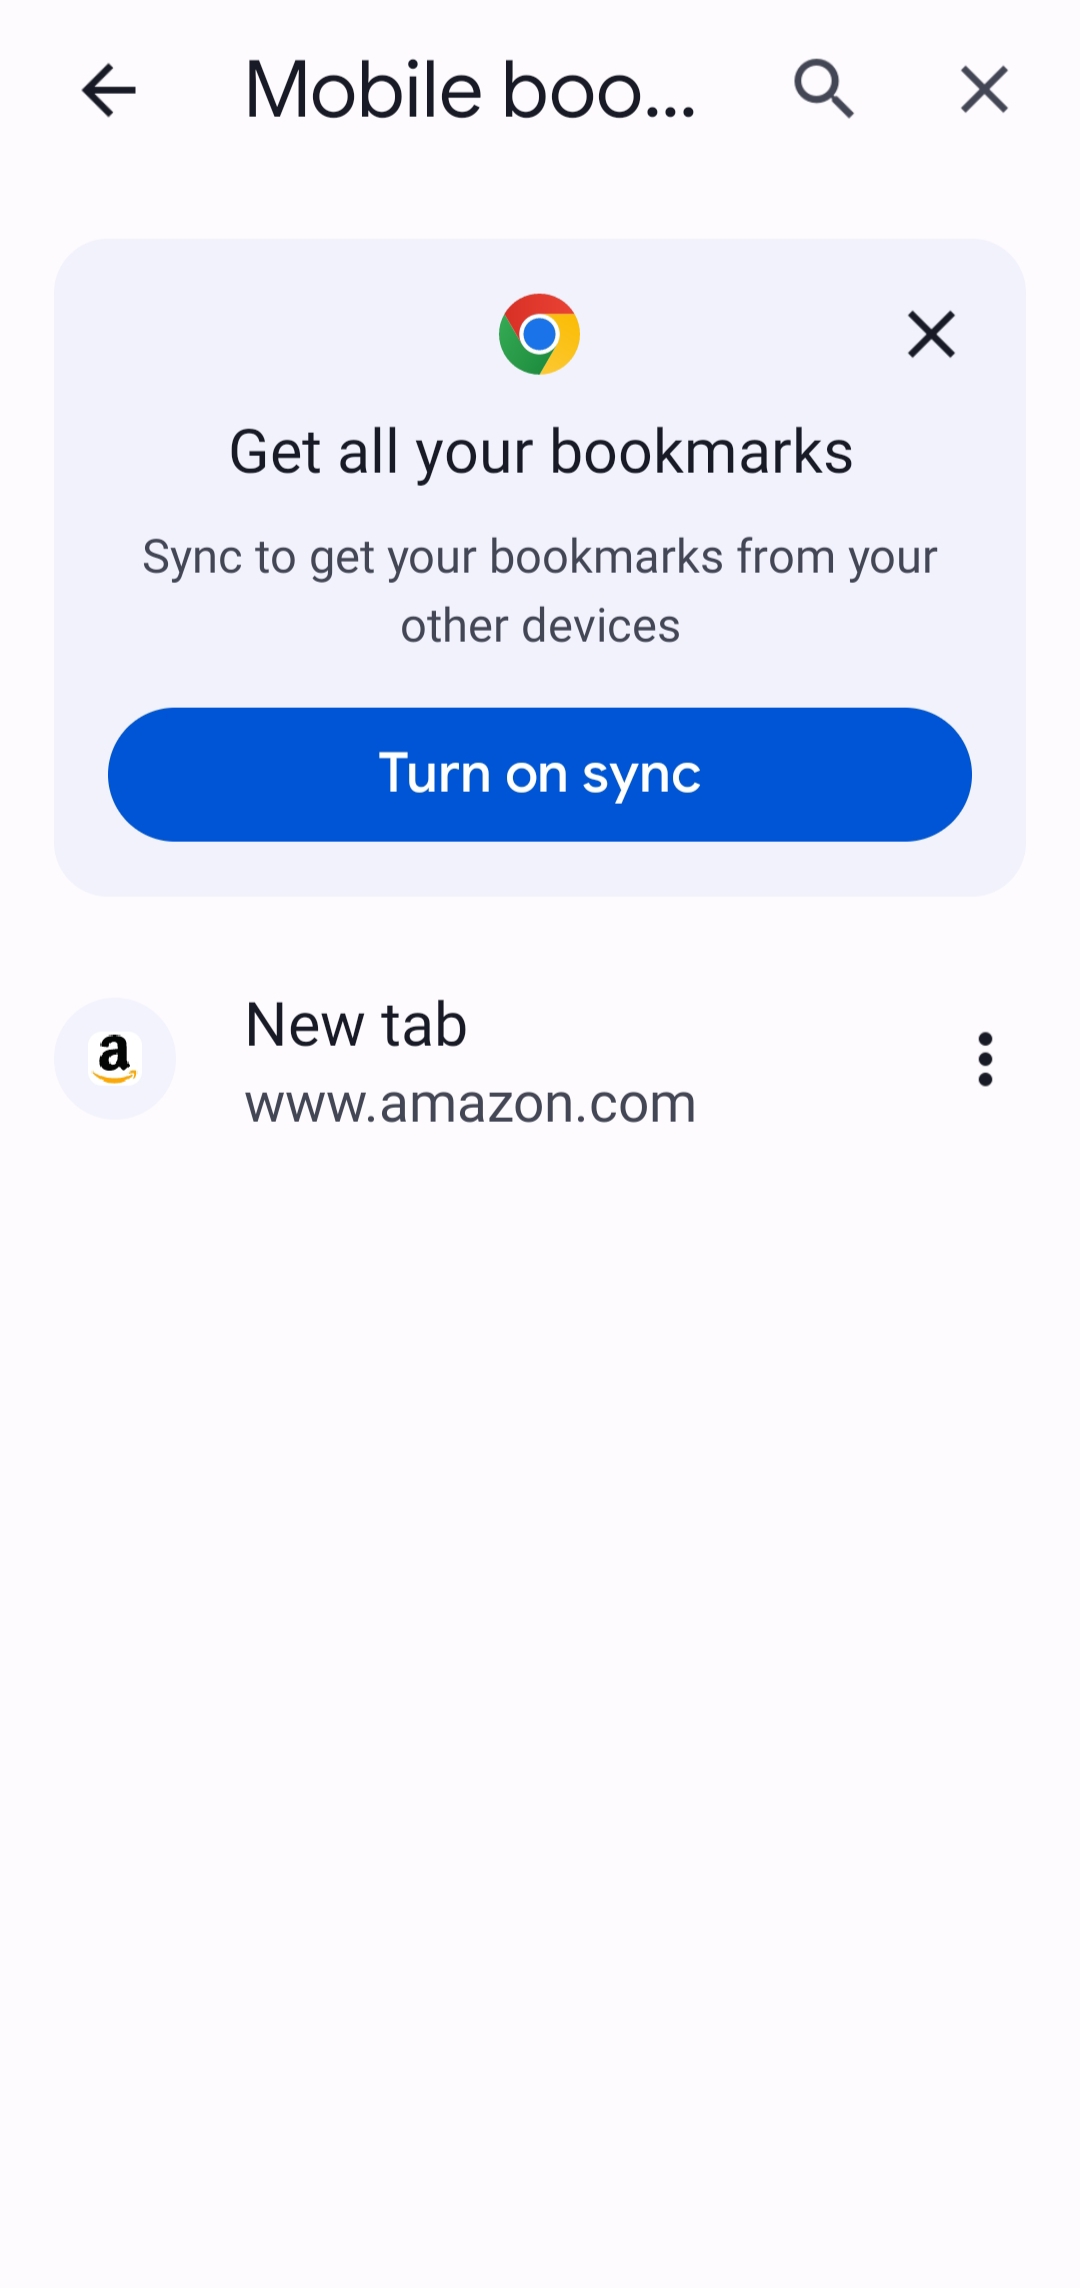 Mobile boo...
Get all your bookmarks
Sync to get your bookmarks from your
other devices
Turn on sync
a
New tab
www.amazon.com